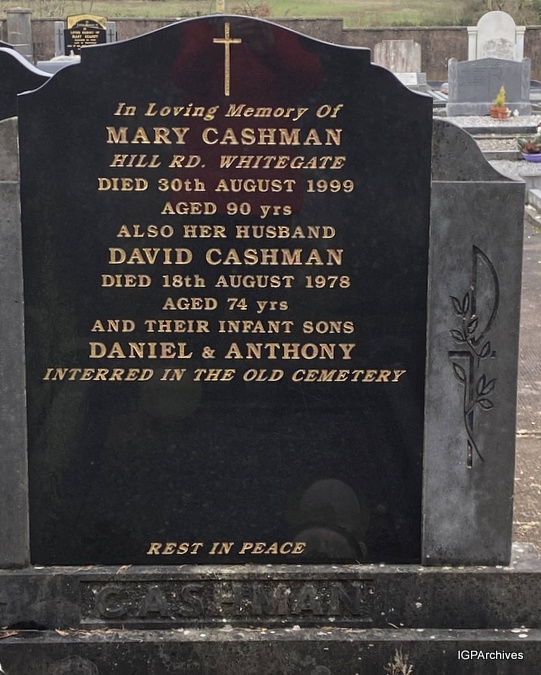 In Loving Memory Of
MARY CASHMAN
HILL RD. WHITEGATE
DIED 30th AUGUST 1999
AGED 90 yrs
ALSO HER HUSBAND
DAVID CASHMAN
DIED 18th AUGUST 1978
AGED 74 yrs
AND THEIR INFANT SONS
DANIEL & ANTHONY
INTERRED IN THE OLD CEMETERY
REST IN PEACE
CASHMAN
IGPArchives